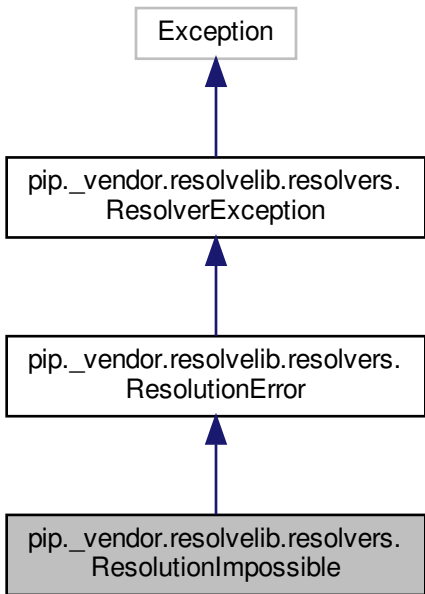 Exception
pip._vendor.resolvelib.resolvers.
ResolverException
pip._vendor.resolvelib.resolvers.
ResolutionError
pip._vendor.resolvelib.resolvers.
ResolutionImpossible